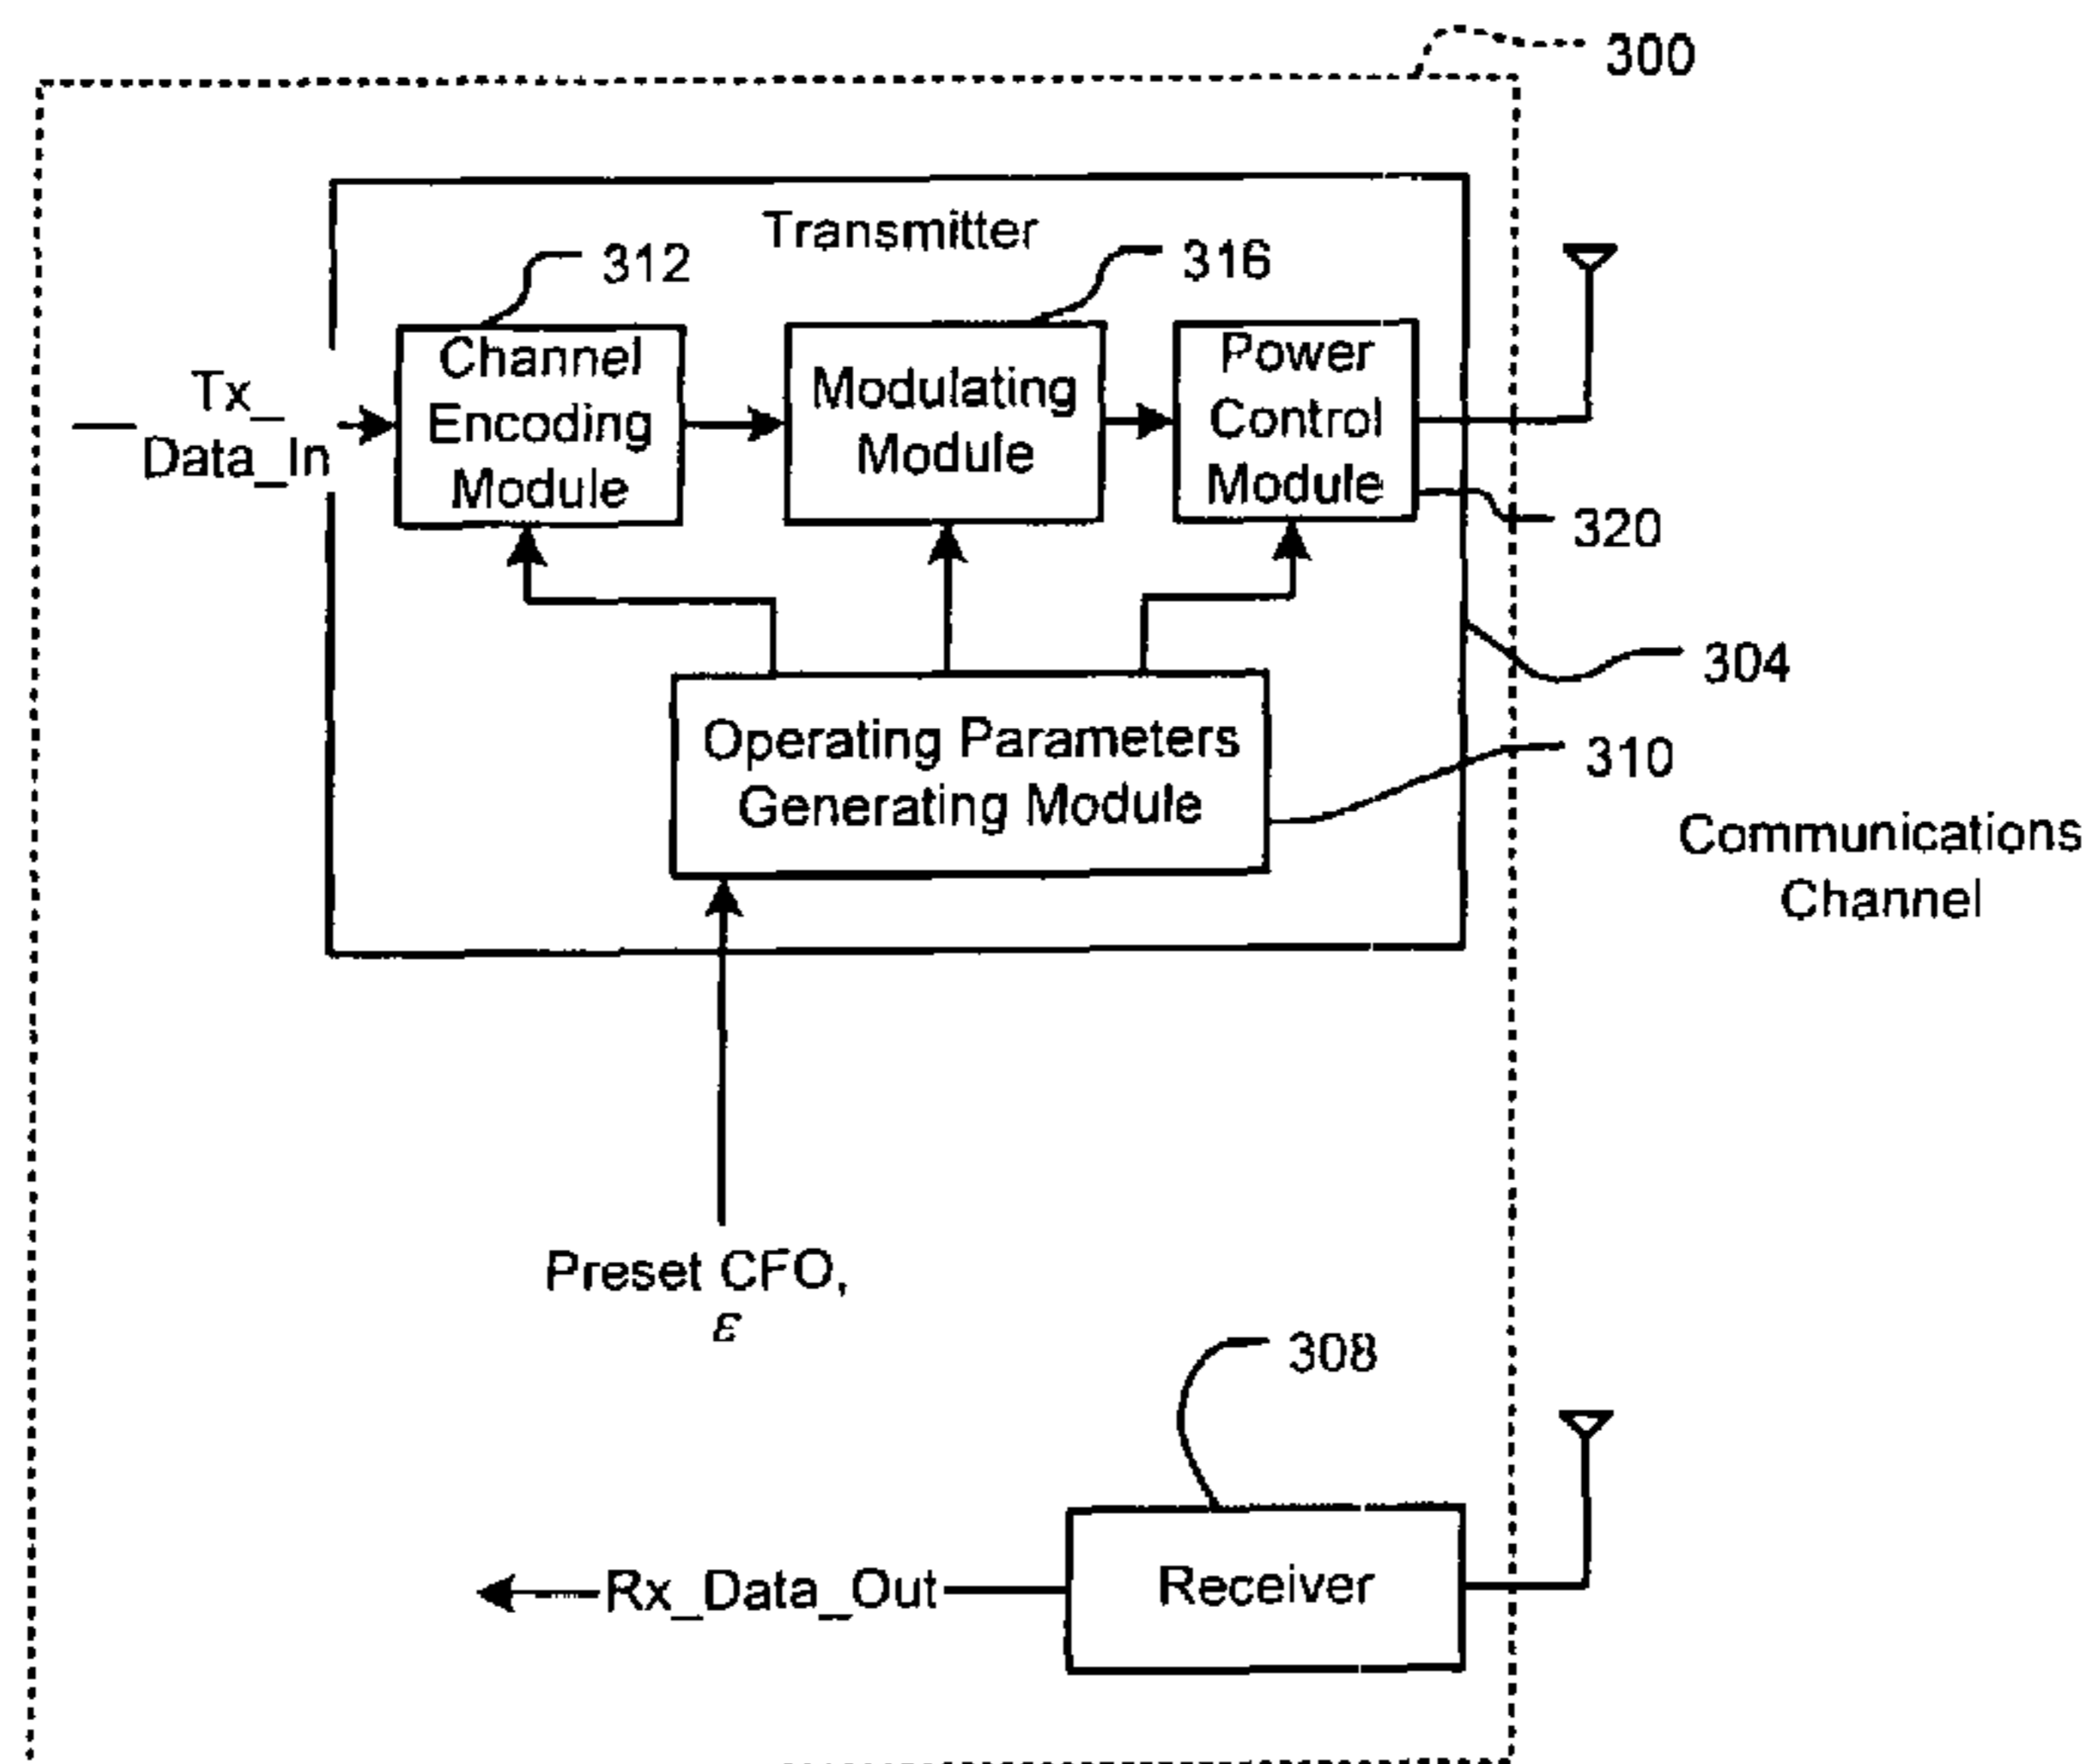 300
Transmitter
312
316
Channel
Encoding
Module
Modulating
Module
Power
Control
Module
Tx_
Data_In
320
304
Operating Parameters
Generating Module
310
Communications
Channel
Preset CFO,
ε
308
Receiver
Rx_Data_Out